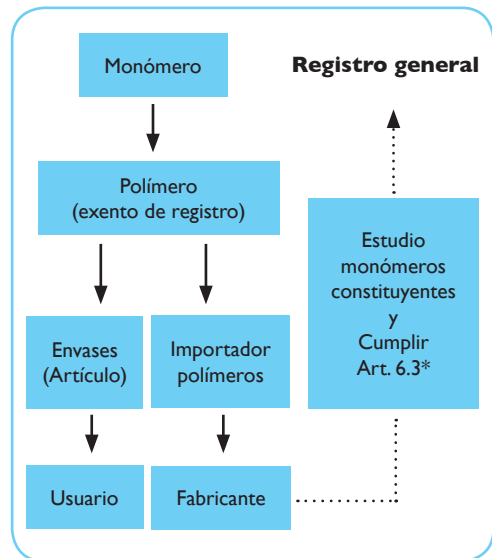 Monómero
Registro general
Polímero
(exento de registro)
Estudio
monómeros
constituyentes
y
Cumplir
Art. 6.3*
Envases
(Artículo)
Importador
polímeros
Usuario
Fabricante